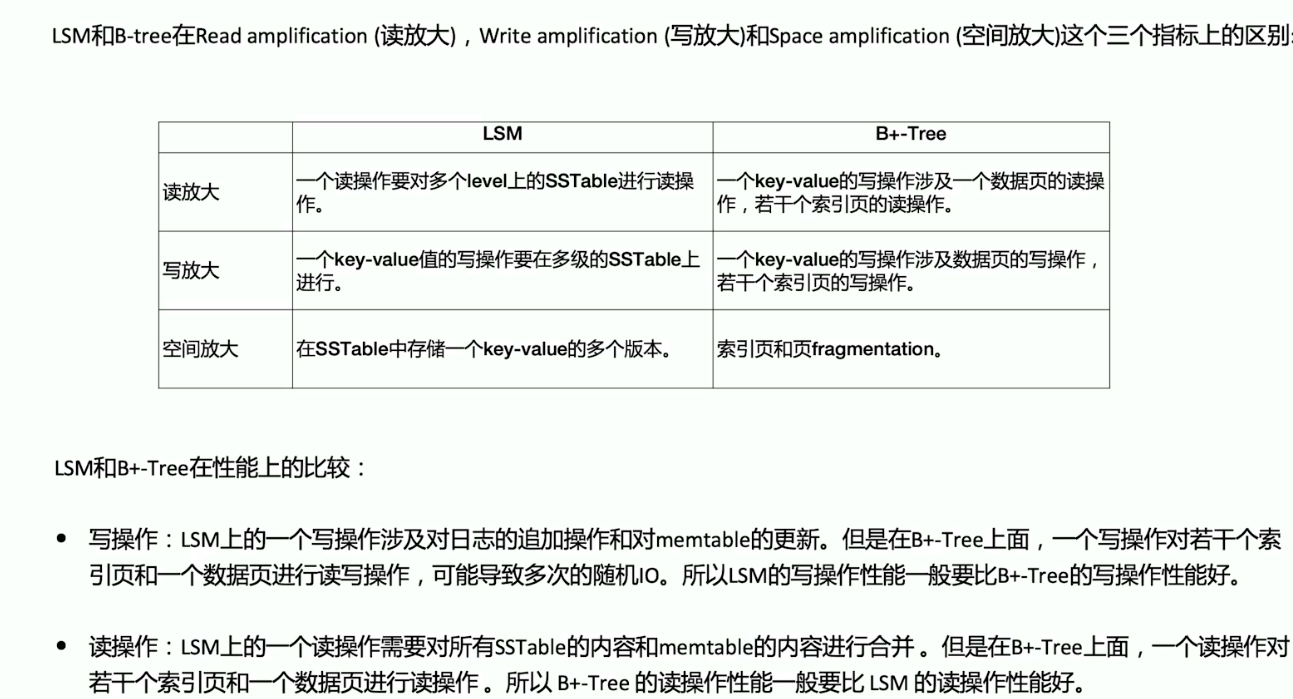 LSM和B-tree在Read amplification (读放大)，Write amplification (写放大)和Space amplification (空间放大)这个三个指标上的区别:
LSM
B+-Tree
读放大
一个读操作要对多个level上的SSTable进行读操
作。
一个key-value的写操作涉及一个数据页的读操
作，若干个索引页的读操作。
写放大
一个key-value值的写操作要在多级的SSTable上
进行。
一个key-value的写操作涉及数据页的写操作，
若干个索引页的写操作。
空间放大
在SSTable中存储一个key-value的多个版本。
索引页和页fragmentation。
LSM和B+-Tree在性能上的比较：
• 写操作：LSM上的一个写操作涉及对日志的追加操作和对memtable的更新。但是在B+-Tree上面，一个写操作对若干个索
引页和一个数据页进行读写操作，可能导致多次的随机IO。所以LSM的写操作性能一般要比B+-Tree的写操作性能好。
• 读操作：LSM上的一个读操作需要对所有SSTable的内容和memtable的内容进行合并。但是在B+-Tree上面，一个读操作对
若干个索引页和一个数据页进行读操作。所以 B+-Tree 的读操作性能一般要比 LSM 的读操作性能好。